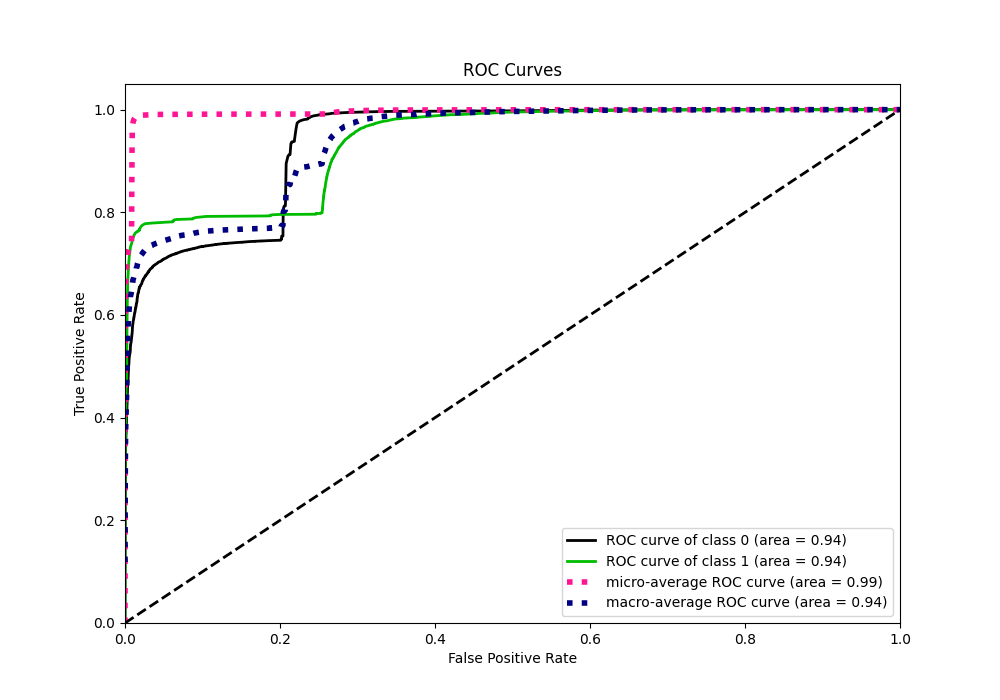 ROC Curves
1.0
0.8
0.6
0.4
0.2
0.0
True Positive Rate
0.0 0.2 0.4 0.6 0.8 1.0
False Positive Rate
ROC curve of class 0 (area = 0.94)
ROC curve of class 1 (area = 0.94)
micro-average ROC curve (area = 0.99)
macro-average ROC curve (area = 0.94)